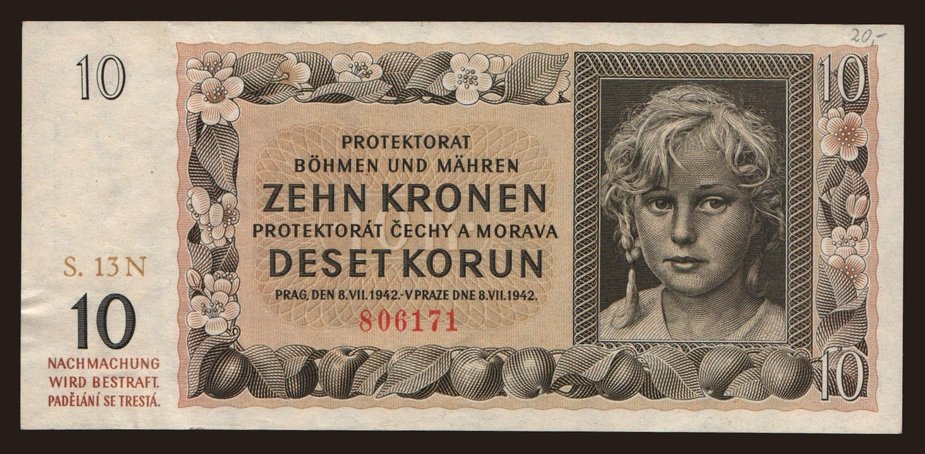 20,-
10
10
PROTEKTORAT
BÖHMEN UND MÄHREN
ZEHN KRONEN
PROTEKTORÁT ČECHY A MORAVA
DESET KORUN
PRAG, DEN 8.VII.1942.-V PRAZE DNE 8.VII.1942.
806171
S. 13 N
10
NACHMACHUNG
WIRD BESTRAFT.
PADĚLÁNÍ SE TRESTÁ.
10